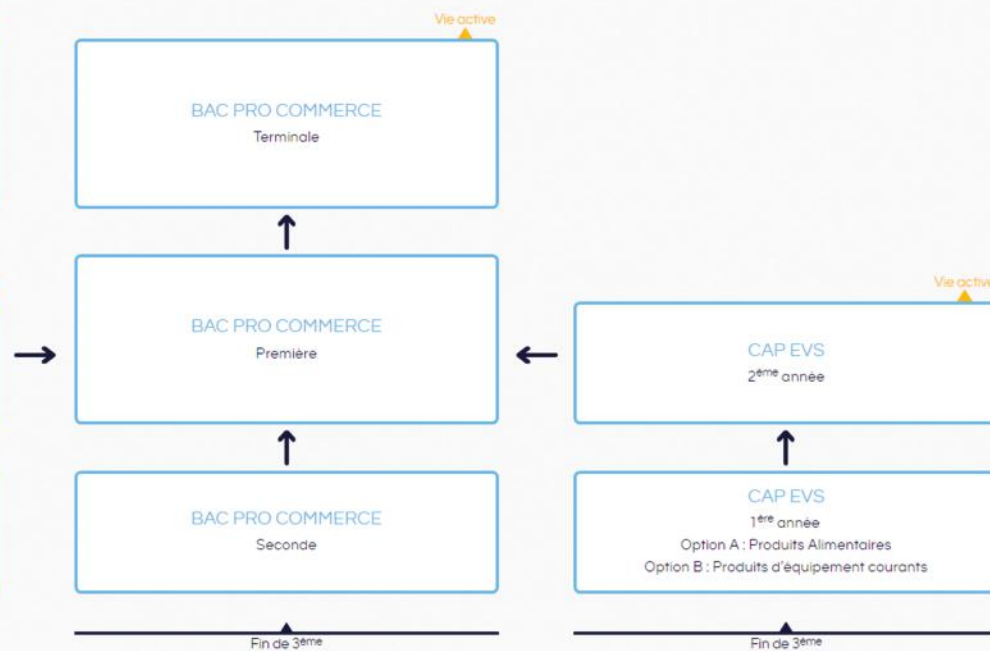 Vie active
BAC PRO COMMERCE
Terminale
BAC PRO COMMERCE
Première
BAC PRO COMMERCE
Seconde
Fin de 3ème
Vie active
CAP EVS
2ème année
CAP EVS
1ère année
Option A : Produits Alimentaires
Option B : Produits d'équipement courants
Fin de 3ème